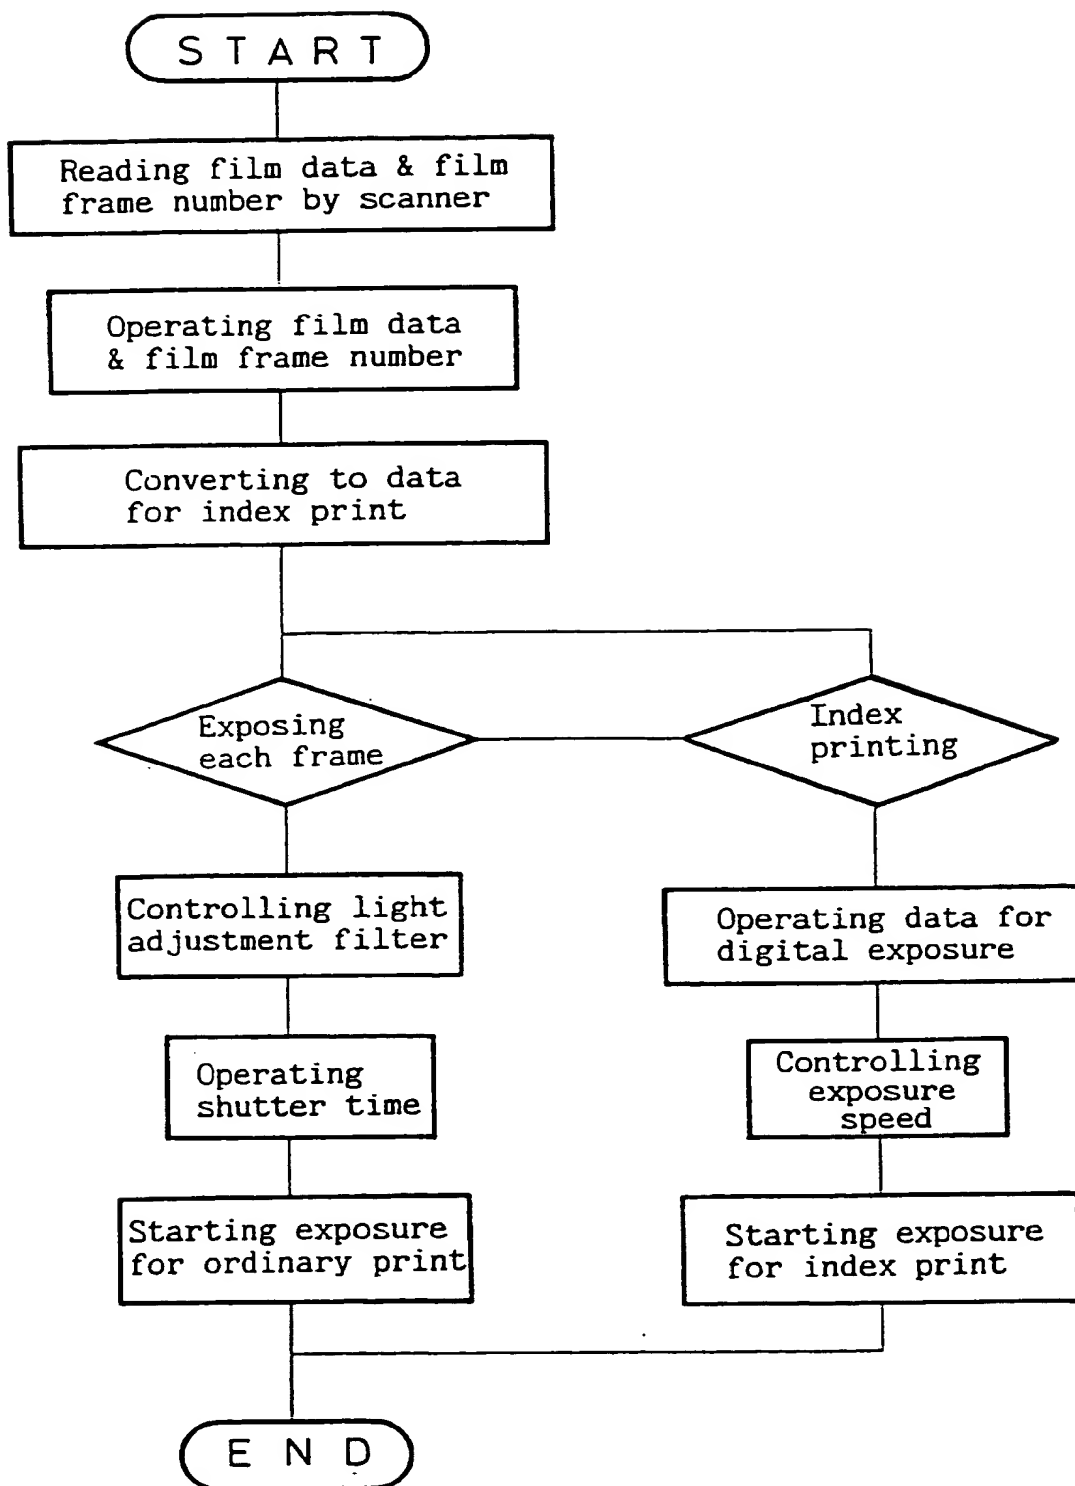 START
Reading film data & film
frame number by scanner
Operating film data
& film frame number
Converting to data
for index print
Exposing
each frame
Index
printing
Controlling light
adjustment filter
Operating data for
digital exposure
Operating
shutter time
Controlling
exposure
speed
Starting exposure
for ordinary print
Starting exposure
for index print
END